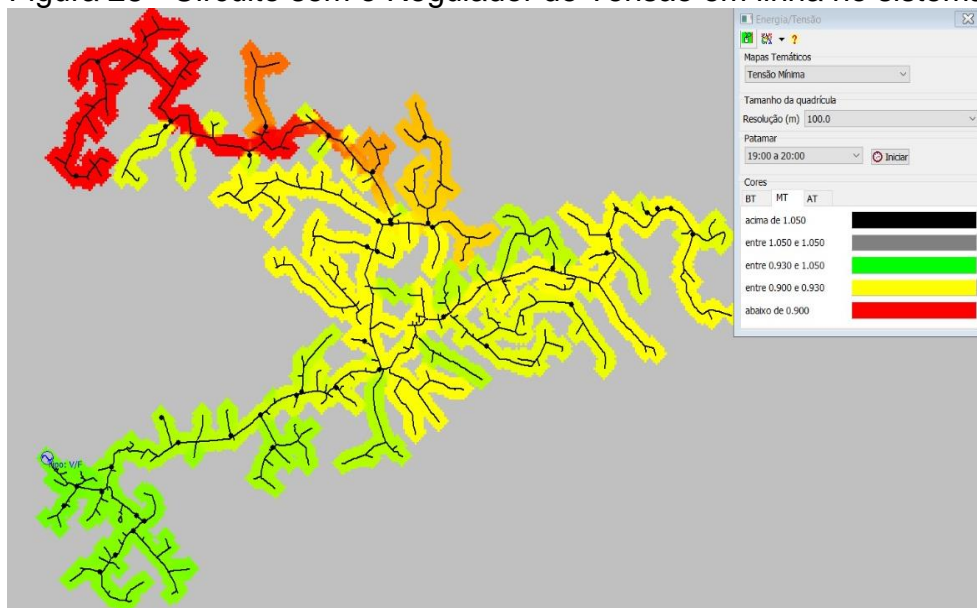 Figura 23 - Circuito com o Regulador de Tensão em linha no sistema
Energia/Tensão
Mapas Temáticos
Tensão Mínima
Tamanho da quadrícula
Resolução (m) 100.0
Patamar
19:00 a 20:00 Iniciar
Cores
BT MT AT
acima de 1.050
entre 1.050 e 1.050
entre 0.930 e 1.050
entre 0.900 e 0.930
abaixo de 0.900
V/F